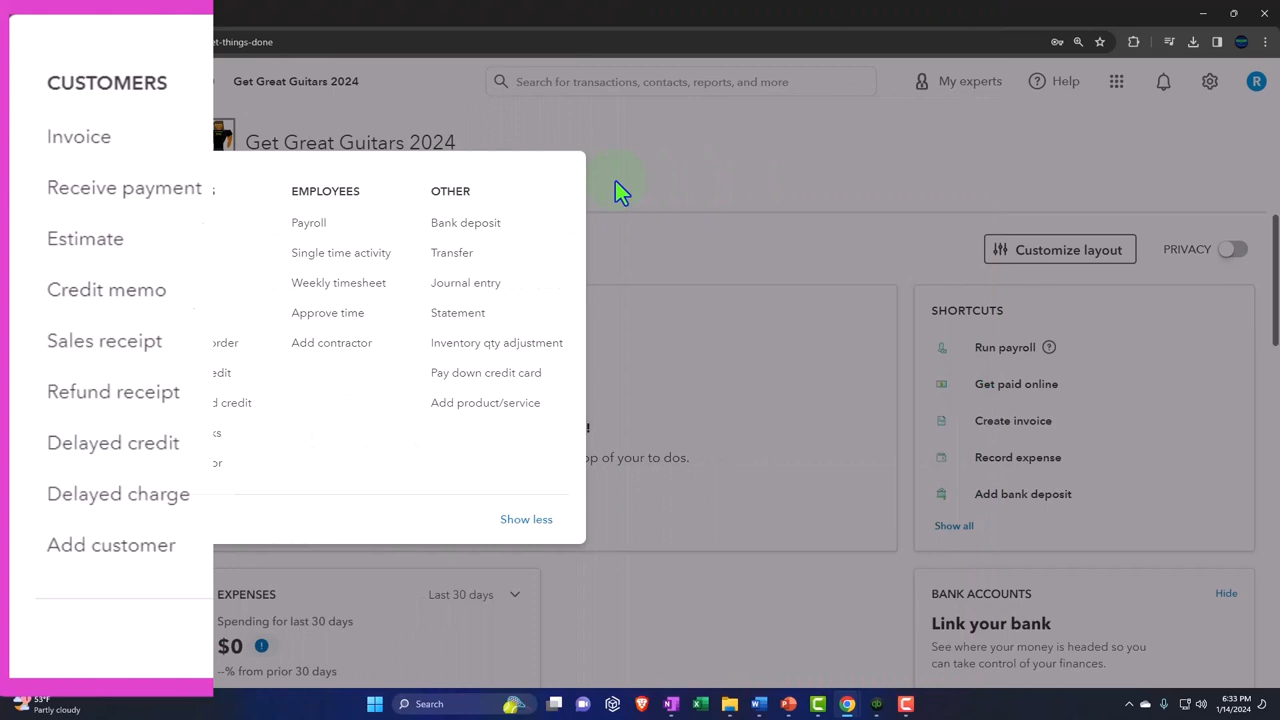 et-things-done
Get Great Guitars 2024
Search for transactions, contacts, reports, and more
My experts
Help
R
CUSTOMERS
Invoice
Receive payment
Estimate
Credit memo
Sales receipt
Refund receipt
Delayed credit
Delayed charge
Add customer
Get Great Guitars 2024
EMPLOYEES
Payroll
Single time activity
Weekly timesheet
Approve time
Add contractor
OTHER
Bank deposit
Transfer
Journal entry
Statement
Inventory qty adjustment
Pay down credit card
Add product/service
order
edit
d credit
ks
or
Show less
op of your to dos.
Customize layout
PRIVACY
SHORTCUTS
Run payroll
Get paid online
Create invoice
Record expense
Add bank deposit
Show all
EXPENSES
Last 30 days
Spending for last 30 days
$0
--% from prior 30 days
BANK ACCOUNTS
Hide
Link your bank
See where your money is headed so you
can take control of your finances.
53°F
Partly cloudy
Search
6:33 PM
1/14/2024